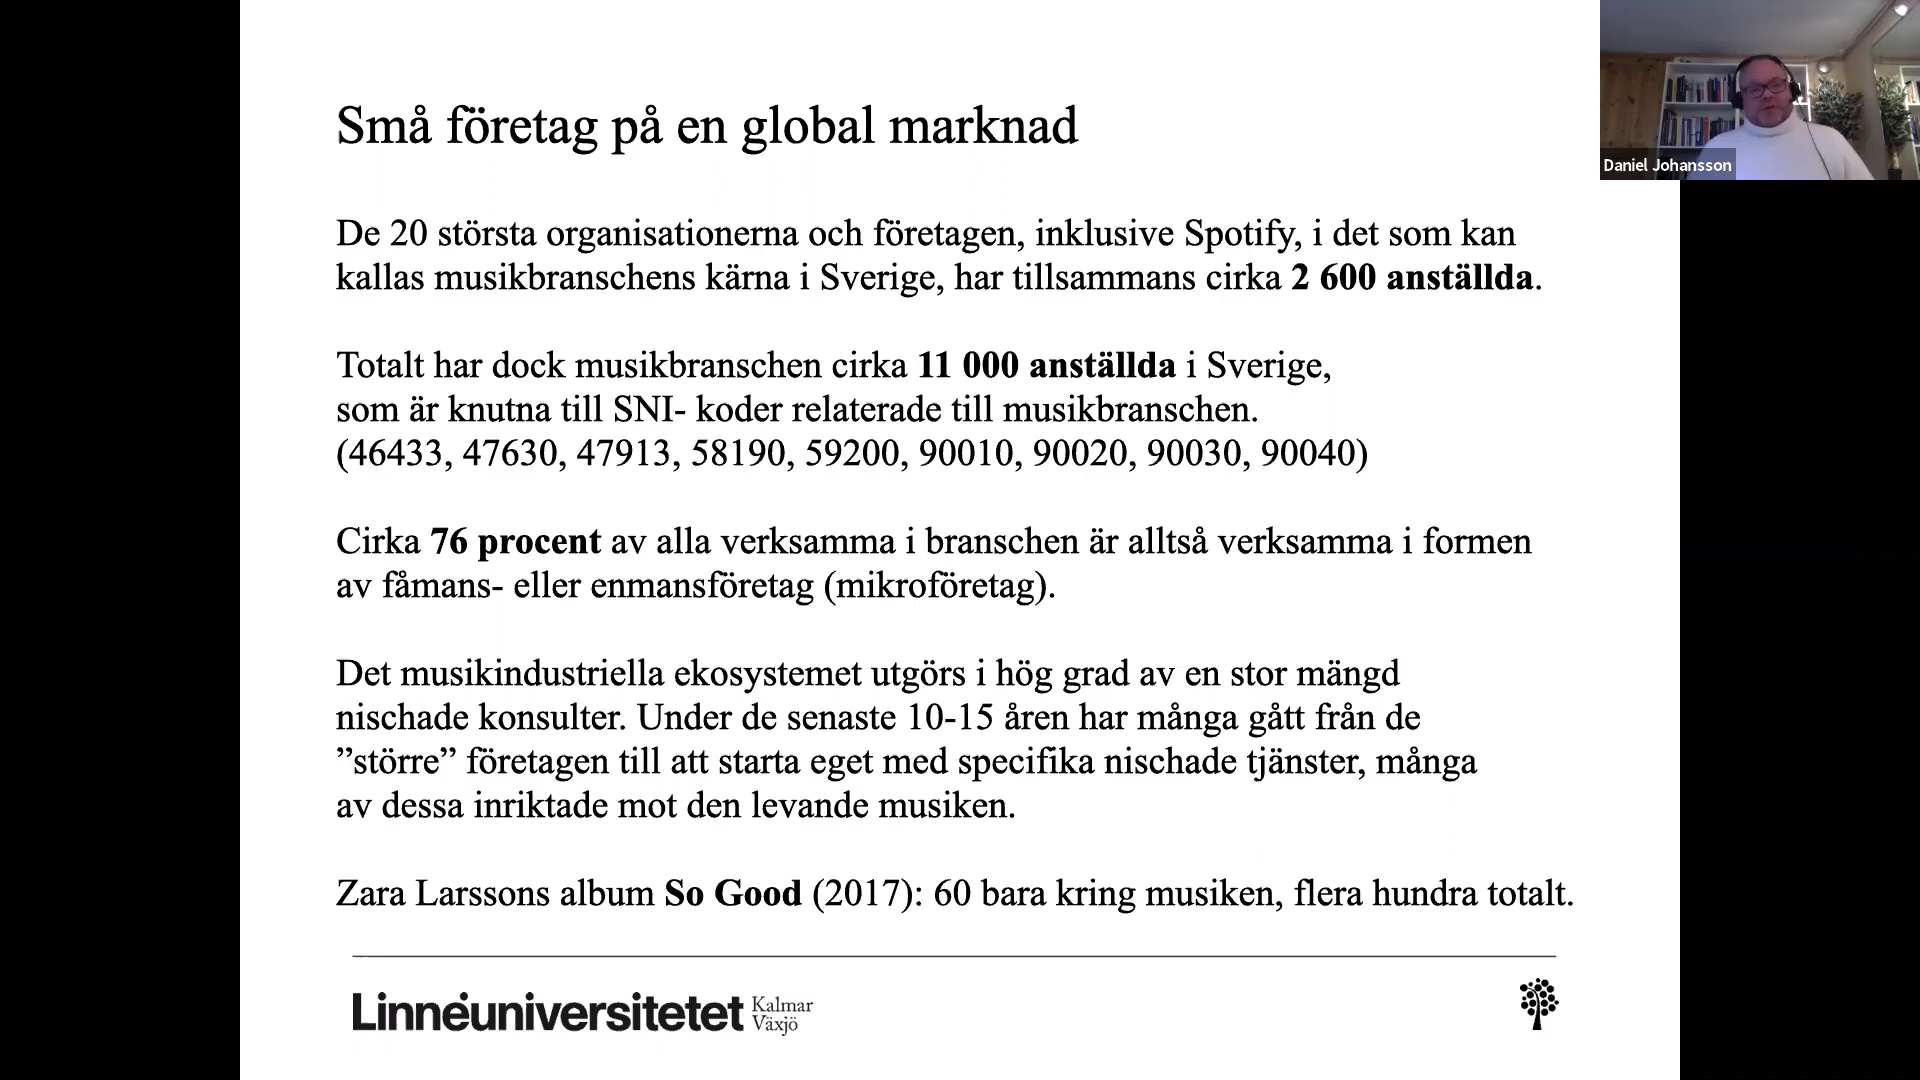 Små företag på en global marknad
De 20 största organisationerna och företagen, inklusive Spotify, i det som kan
kallas musikbranschens kärna i Sverige, har tillsammans cirka 2 600 anställda.
Totalt har dock musikbranschen cirka 11 000 anställda i Sverige,
som är knutna till SNI- koder relaterade till musikbranschen.
(46433, 47630, 47913, 58190, 59200, 90010, 90020, 90030, 90040)
Cirka 76 procent av alla verksamma i branschen är alltså verksamma i formen
av fåmans- eller enmansföretag (mikroföretag).
Det musikindustriella ekosystemet utgörs i hög grad av en stor mängd
nischade konsulter. Under de senaste 10-15 åren har många gått från de
”större” företagen till att starta eget med specifika nischade tjänster, många
av dessa inriktade mot den levande musiken.
Zara Larssons album So Good (2017): 60 bara kring musiken, flera hundra totalt.
Linnéuniversitetet
Kalmar
Växjö
Daniel Johansson